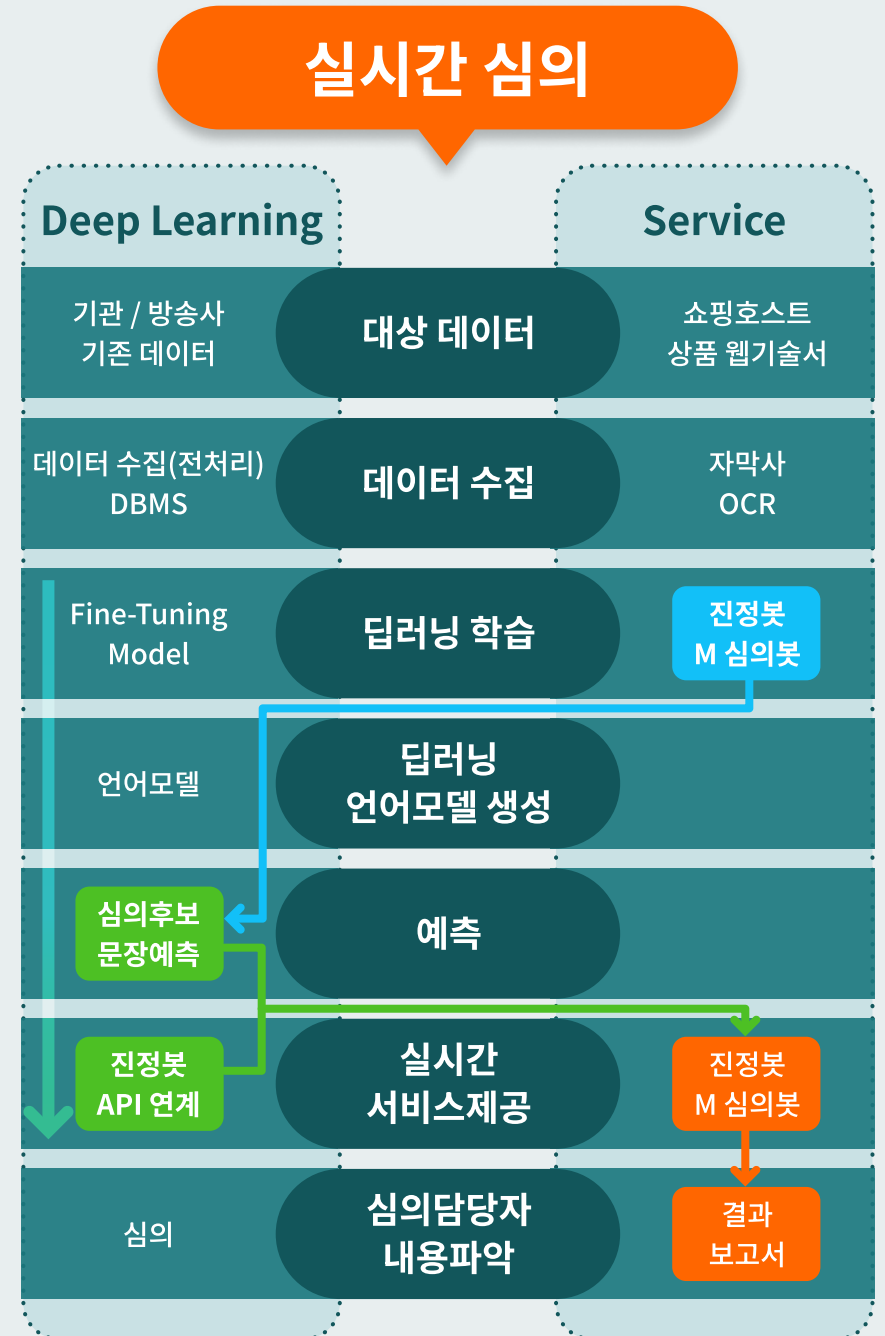 실시간 심의
Deep Learning
Service
기관 / 방송사
기존 데이터
대상 데이터
쇼핑호스트
상품 웹기술서
데이터 수집(전처리)
DBMS
데이터 수집
자막사
OCR
Fine-Tuning
Model
딥러닝 학습
진정봇
M 심의봇
언어모델
딥러닝
언어모델 생성
심의후보
문장예측
예측
진정봇
API 연계
실시간
서비스제공
진정봇
M 심의봇
심의
심의담당자
내용파악
결과
보고서